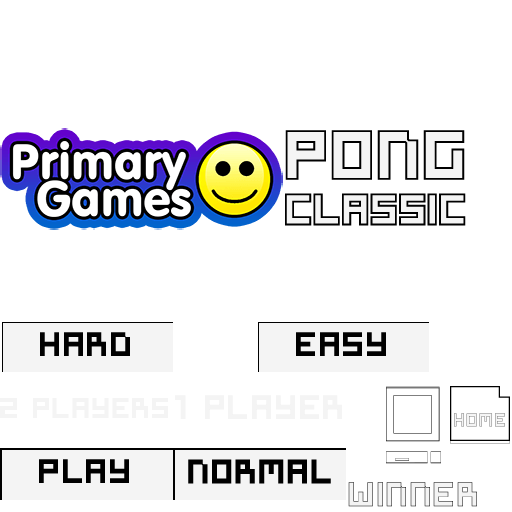 Primary
Games
PONG
CLASSIC
HARD
EASY
2 PLAYERS
1 PLAYER
HOME
PLAY
NORMAL
WINNER